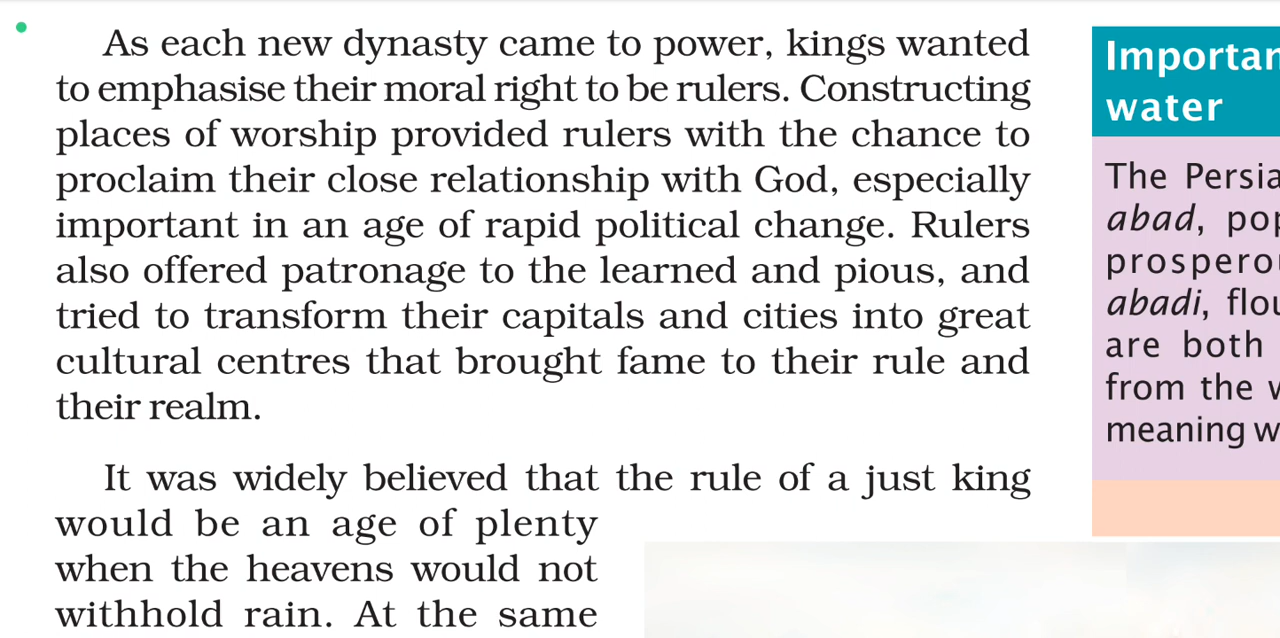 As each new dynasty came to power, kings wanted
to emphasise their moral right to be rulers. Constructing
places of worship provided rulers with the chance to
proclaim their close relationship with God, especially
important in an age of rapid political change. Rulers
also offered patronage to the learned and pious, and
tried to transform their capitals and cities into great
cultural centres that brought fame to their rule and
their realm.
It was widely believed that the rule of a just king
would be an age of plenty
when the heavens would not
withhold rain. At the same
water
The
abad,
abadi,
are both
from the
meaning